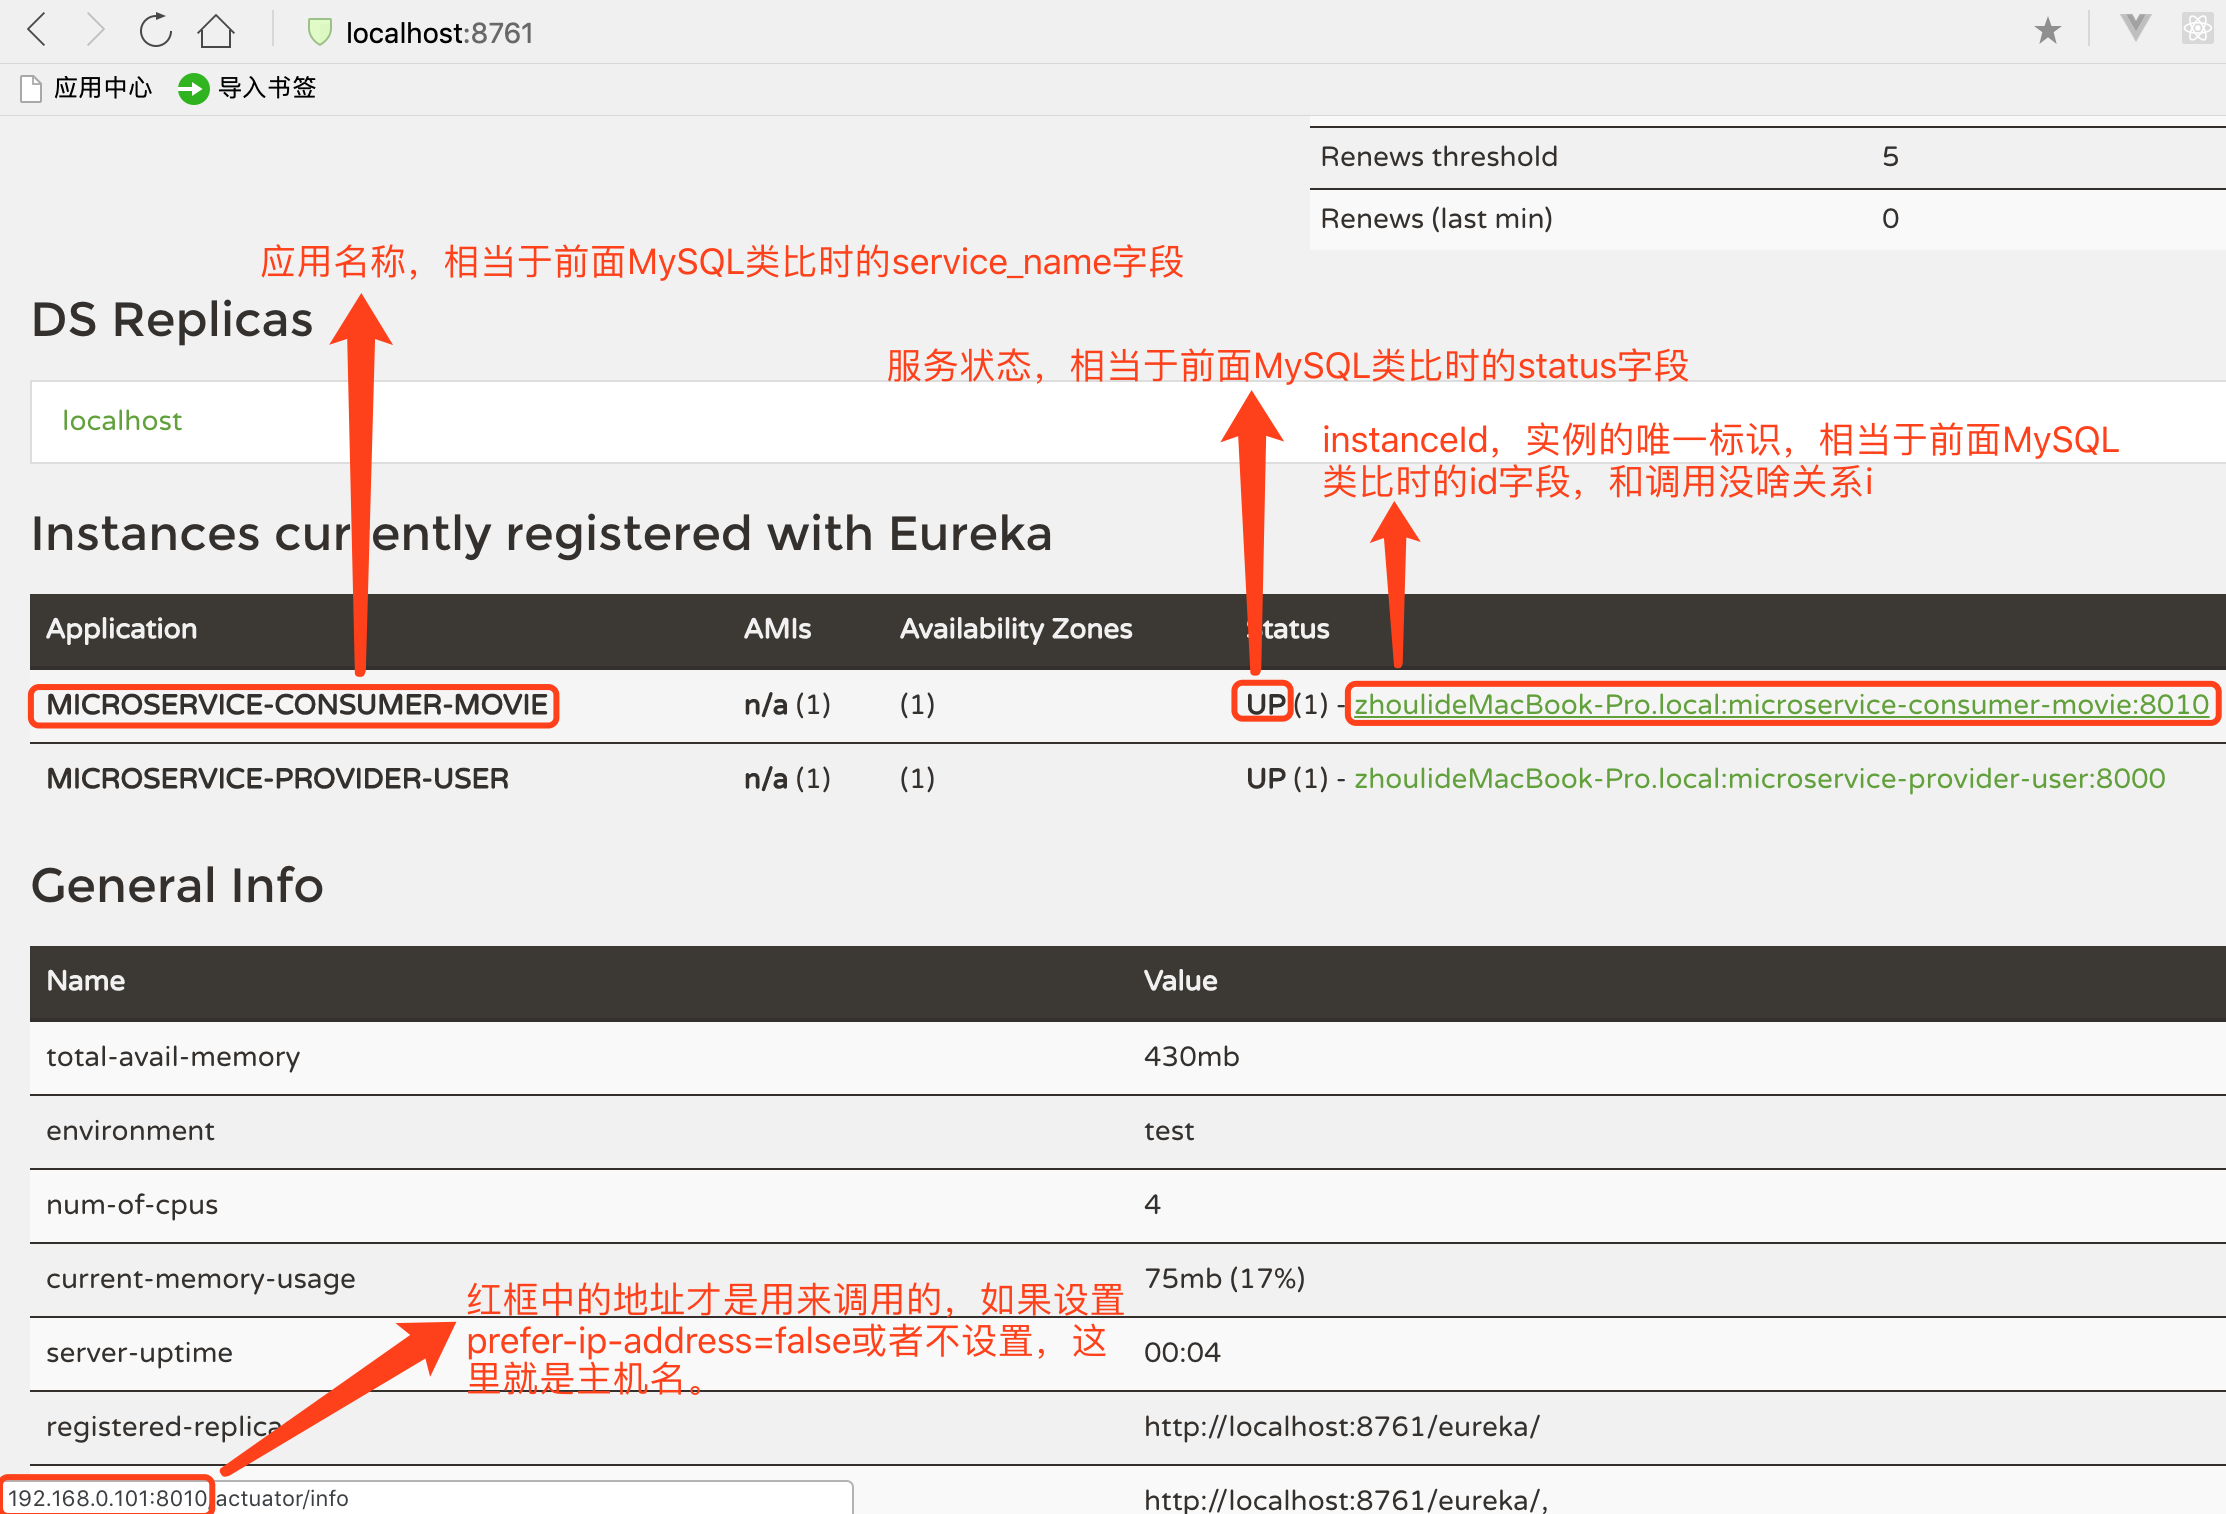 localhost:8761
应用中心 导入书签
Renews threshold 5
Renews (last min) 0
应用名称，相当于前面MySQL类比时的service_name字段
DS Replicas
服务状态，相当于前面MySQL类比时的status字段
localhost
instanceId，实例的唯一标识，相当于前面MySQL
类比时的id字段，和调用没啥关系i
Instances currently registered with Eureka
Application AMIs Availability Zones Status
MICROSERVICE-CONSUMER-MOVIE n/a (1) (1) UP (1) - zhoulideMacBook-Pro.local:microservice-consumer-movie:8010
MICROSERVICE-PROVIDER-USER n/a (1) (1) UP (1) - zhoulideMacBook-Pro.local:microservice-provider-user:8000
General Info
Name Value
total-avail-memory 430mb
environment test
num-of-cpus 4
current-memory-usage 75mb (17%)
红框中的地址才是用来调用的，如果设置
prefer-ip-address=false或者不设置，这
里就是主机名。
server-uptime 00:04
registered-replica http://localhost:8761/eureka/
192.168.0.101:8010/actuator/info
http://localhost:8761/eureka/,